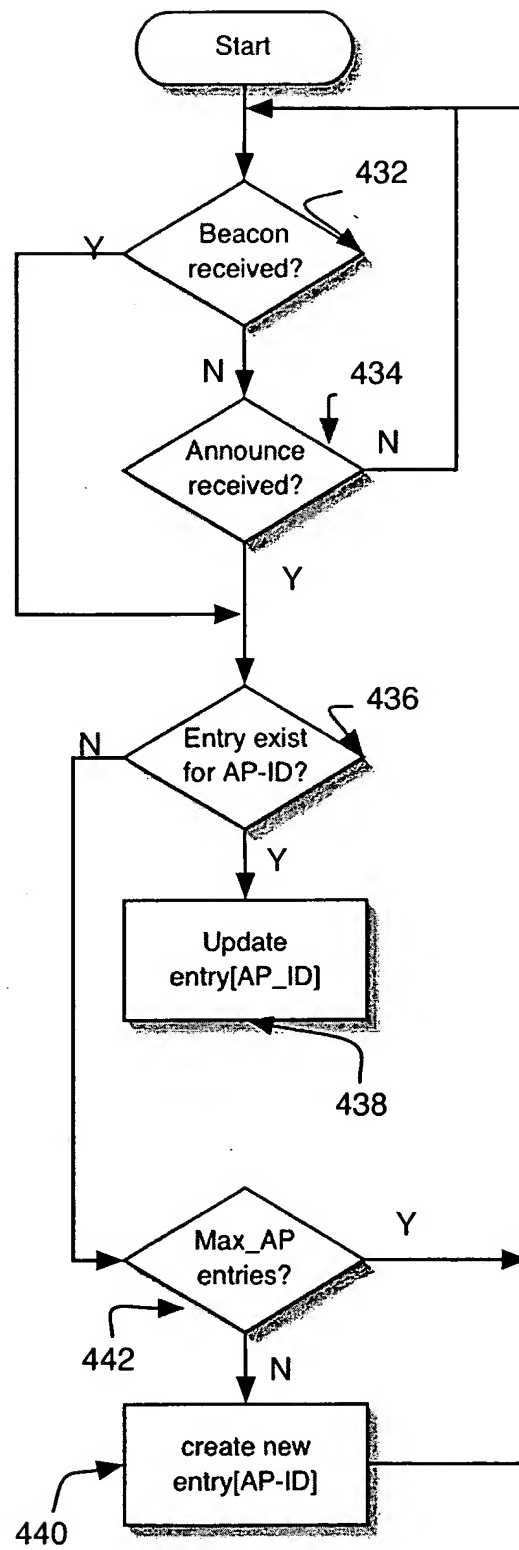 Start
432
Beacon
received?
Y
N
434
Announce
received?
N
Y
436
Entry exist
for AP-ID?
N
Y
Update
entry[AP_ID]
438
Max_AP
entries?
Y
442
N
create new
entry[AP-ID]
440